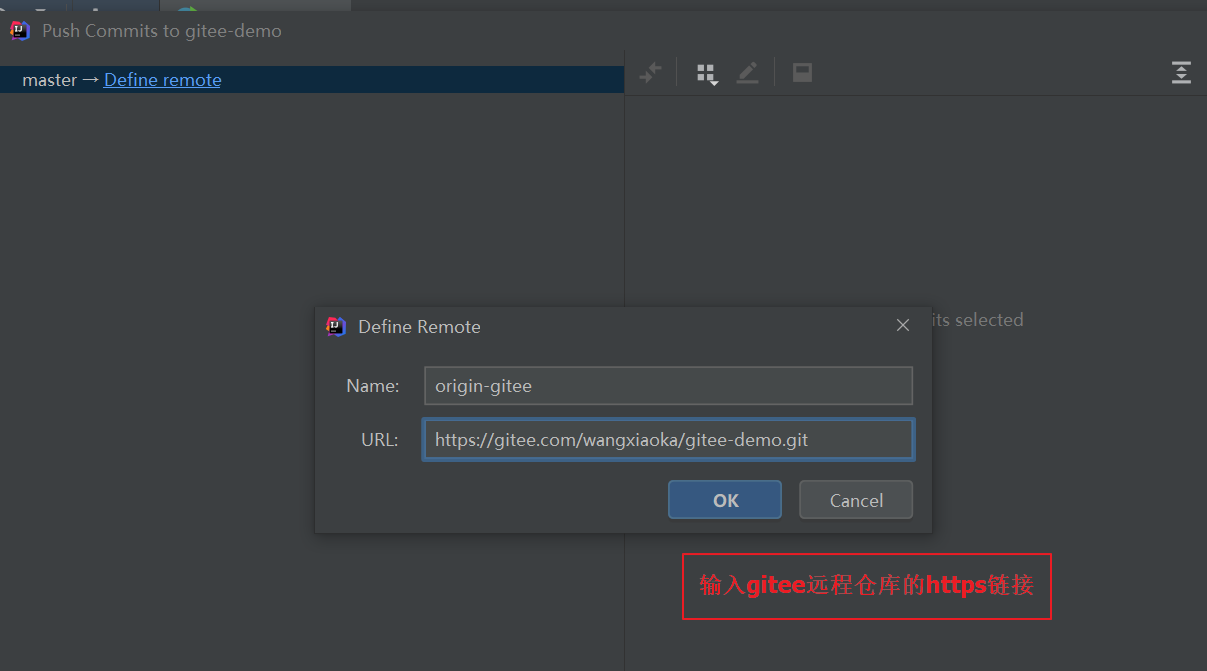 Push Commits to gitee-demo
master → Define remote
its selected
Define Remote
Name: origin-gitee
URL: https://gitee.com/wangxiaoka/gitee-demo.git
OK Cancel
输入gitee远程仓库的https链接